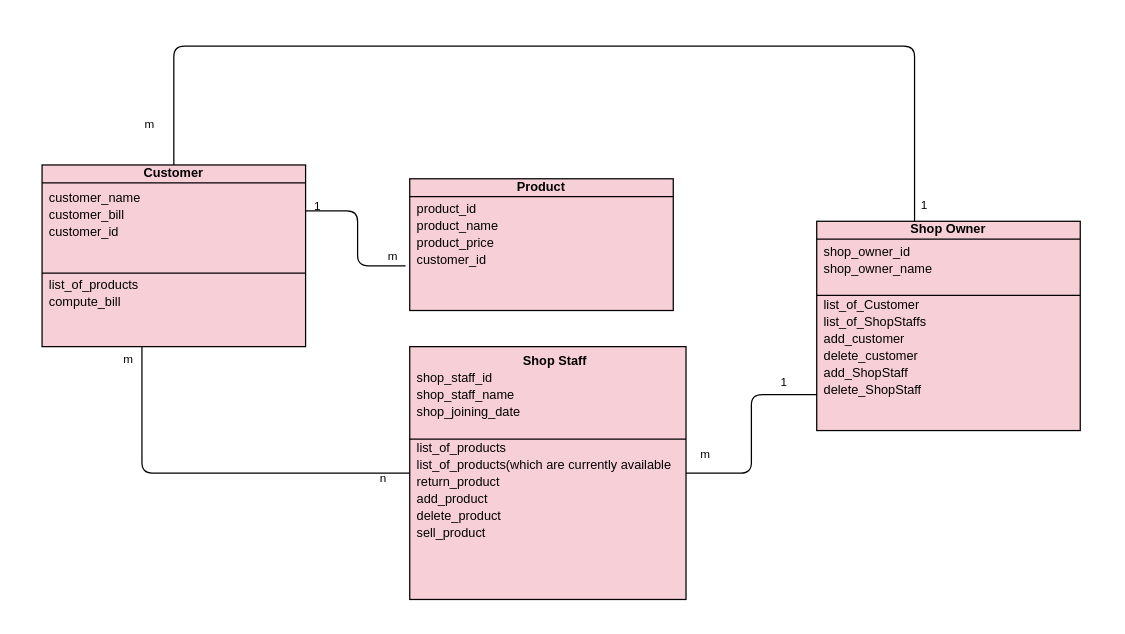 m
Customer
customer_name
customer_bill
customer_id
list_of_products
compute_bill
1
m
Product
product_id
product_name
product_price
customer_id
1
Shop Owner
shop_owner_id
shop_owner_name
list_of_Customer
list_of_ShopStaffs
add_customer
delete_customer
add_ShopStaff
delete_ShopStaff
m
n
Shop Staff
shop_staff_id
shop_staff_name
shop_joining_date
list_of_products
list_of_products(which are currently available
return_product
add_product
delete_product
sell_product
1
m